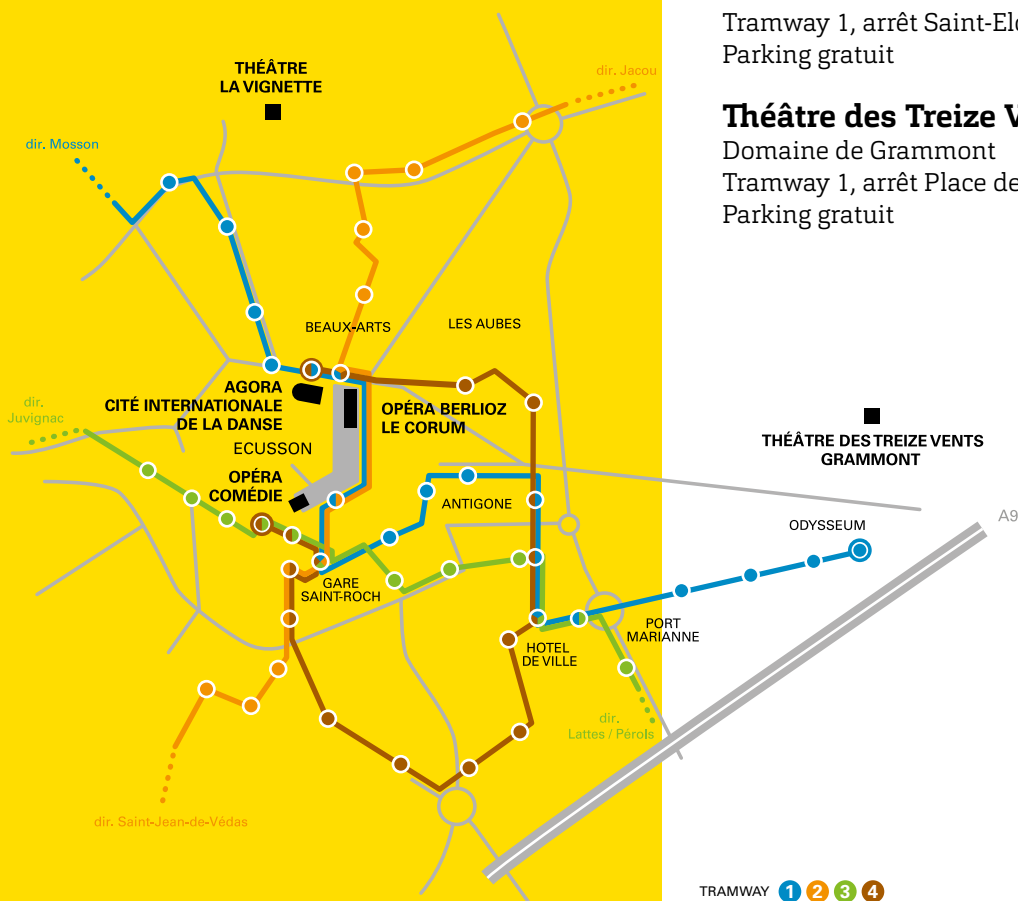 Tramway 1, arrêt Saint-Elo
Parking gratuit
Théâtre des Treize V
Domaine de Grammont
Tramway 1, arrêt Place de
Parking gratuit
THÉÂTRE
LA VIGNETTE
dir. Jacou
dir. Mosson
BEAUX-ARTS
LES AUBES
AGORA
CITÉ INTERNATIONALE
DE LA DANSE
OPÉRA BERLIOZ
LE CORUM
dir.
Juvignac
ECUSSON
OPÉRA
COMÉDIE
ANTIGONE
THÉÂTRE DES TREIZE VENTS
GRAMMONT
A9
ODYSSEUM
GARE
SAINT-ROCH
HOTEL
DE VILLE
PORT
MARIANNE
dir.
Lattes / Pérols
dir. Saint-Jean-de-Védas
TRAMWAY 1 2 3 4